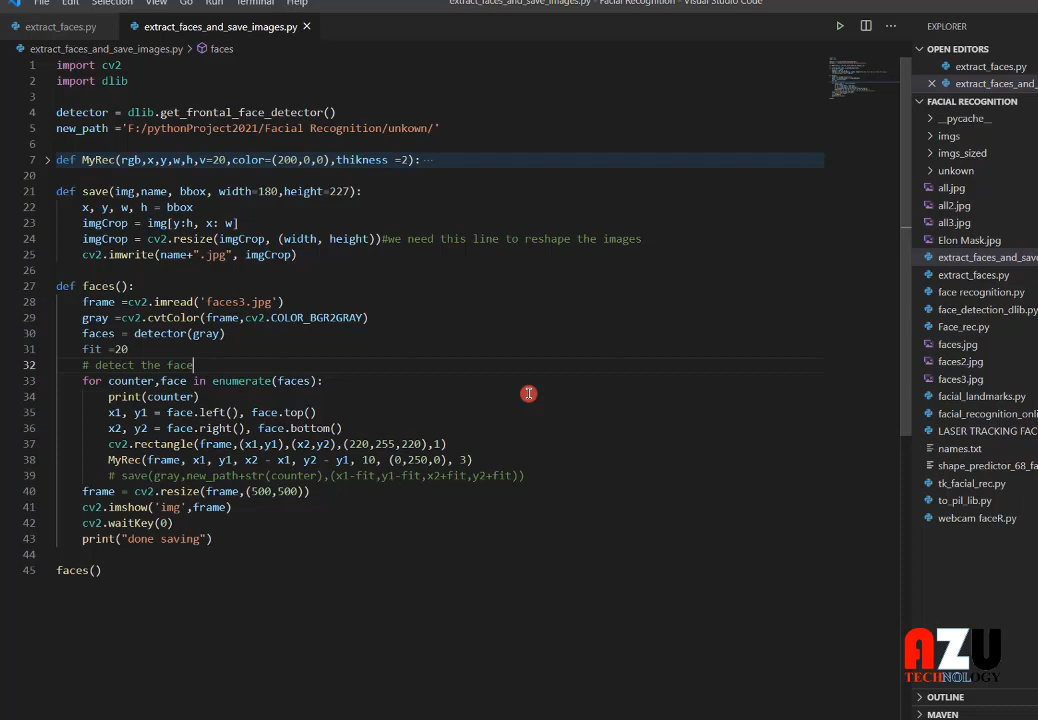 File Edit Selection View Go Run Terminal Help extract_faces_and_save_images.py - Facial Recognition - Visual Studio Code
extract_faces.py extract_faces_and_save_images.py ×
extract_faces_and_save_images.py > faces
1 import cv2
2 import dlib
3
4 detector = dlib.get_frontal_face_detector()
5 new_path ='F:/pythonProject2021/Facial Recognition/unkown/'
6
7 def MyRec(rgb,x,y,w,h,v=20,color=(200,0,0),thikness =2):···
20
21 def save(img,name, bbox, width=180,height=227):
22 x, y, w, h = bbox
23 imgCrop = img[y:h, x: w]
24 imgCrop = cv2.resize(imgCrop, (width, height))#we need this line to reshape the images
25 cv2.imwrite(name+".jpg", imgCrop)
26
27 def faces():
28 frame =cv2.imread('faces3.jpg')
29 gray =cv2.cvtColor(frame,cv2.COLOR_BGR2GRAY)
30 faces = detector(gray)
31 fit =20
32 # detect the face
33 for counter,face in enumerate(faces):
34 print(counter)
35 x1, y1 = face.left(), face.top()
36 x2, y2 = face.right(), face.bottom()
37 cv2.rectangle(frame,(x1,y1),(x2,y2),(220,255,220),1)
38 MyRec(frame, x1, y1, x2 - x1, y2 - y1, 10, (0,250,0), 3)
39 # save(gray,new_path+str(counter),(x1-fit,y1-fit,x2+fit,y2+fit))
40 frame = cv2.resize(frame,(500,500))
41 cv2.imshow('img',frame)
42 cv2.waitKey(0)
43 print("done saving")
44
45 faces()
EXPLORER
OPEN EDITORS
extract_faces.py
extract_faces_and_
FACIAL RECOGNITION
__pycache__
imgs
imgs_sized
unkown
all.jpg
all2.jpg
all3.jpg
Elon Mask.jpg
extract_faces_and_save
extract_faces.py
face recognition.py
face_detection_dlib.py
Face_rec.py
faces.jpg
faces2.jpg
faces3.jpg
facial_landmarks.py
facial_recognition_onli
LASER TRACKING FAC
names.txt
shape_predictor_68_fa
tk_facial_rec.py
to_pil_lib.py
webcam faceR.py
AZU
TECHNOLOGY
OUTLINE
MAVEN